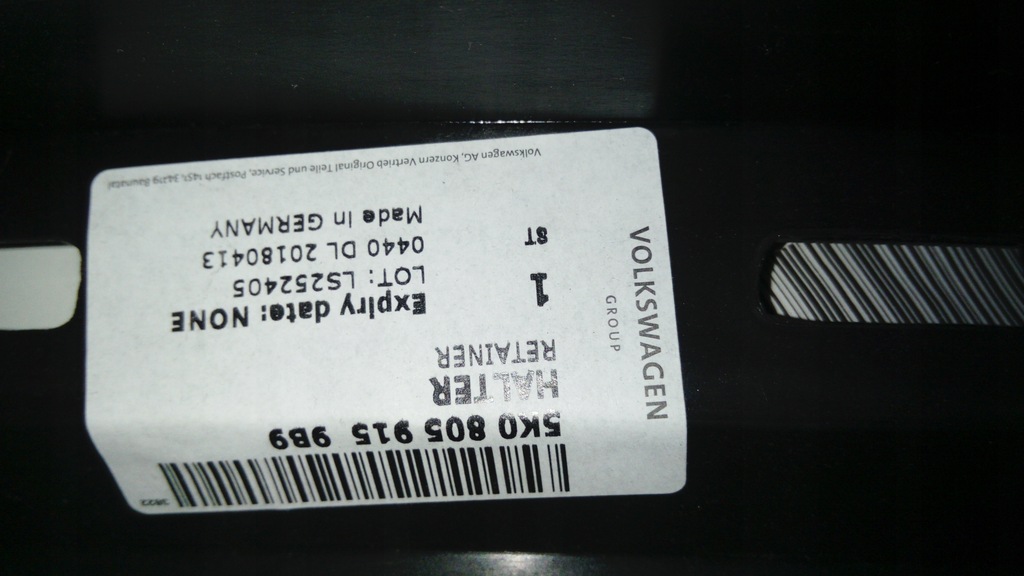 VOLKSWAGEN
GROUP
5K0 805 915 9B9
HALTER
RETAINER
1 ST
Expiry date: NONE
LOT: LS252405
0440 DL 20180413
Made in GERMANY
Volkswagen AG, Konzern Vertrieb Original Teile und Service, Postfach 1451, 34219 Baunatal
3822